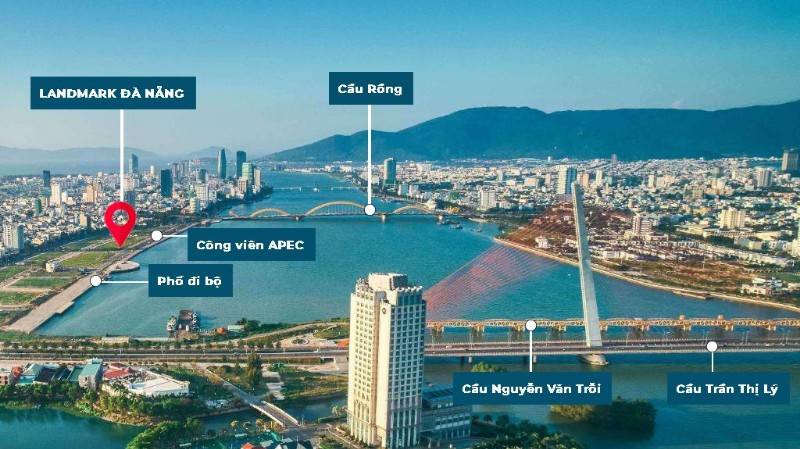 LANDMARK ĐÀ NẴNG
Cầu Rồng
Công viên APEC
Phố đi bộ
Cầu Nguyễn Văn Trỗi
Cầu Trần Thị Lý